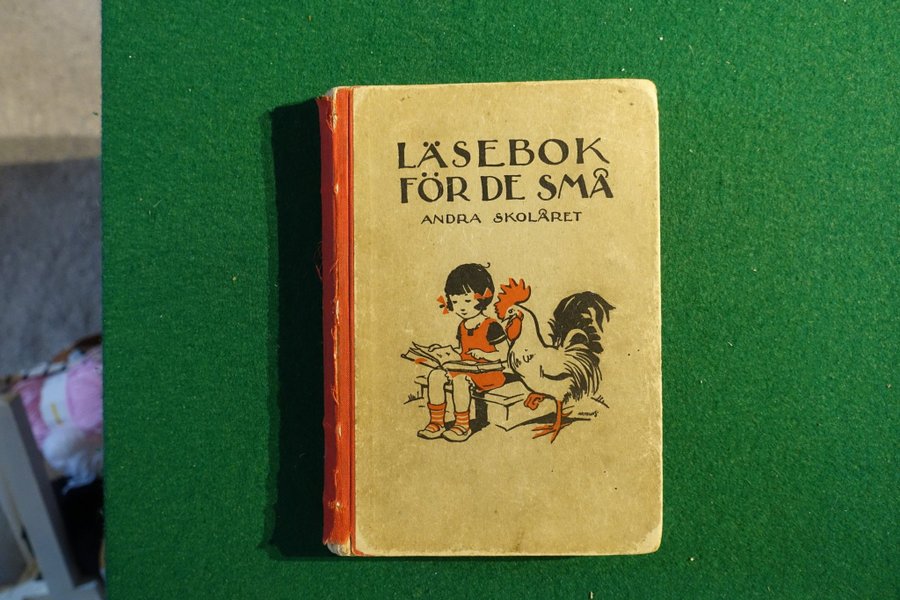 LÄSEBOK
FÖR DE SMÅ
ANDRA SKOLÅRET